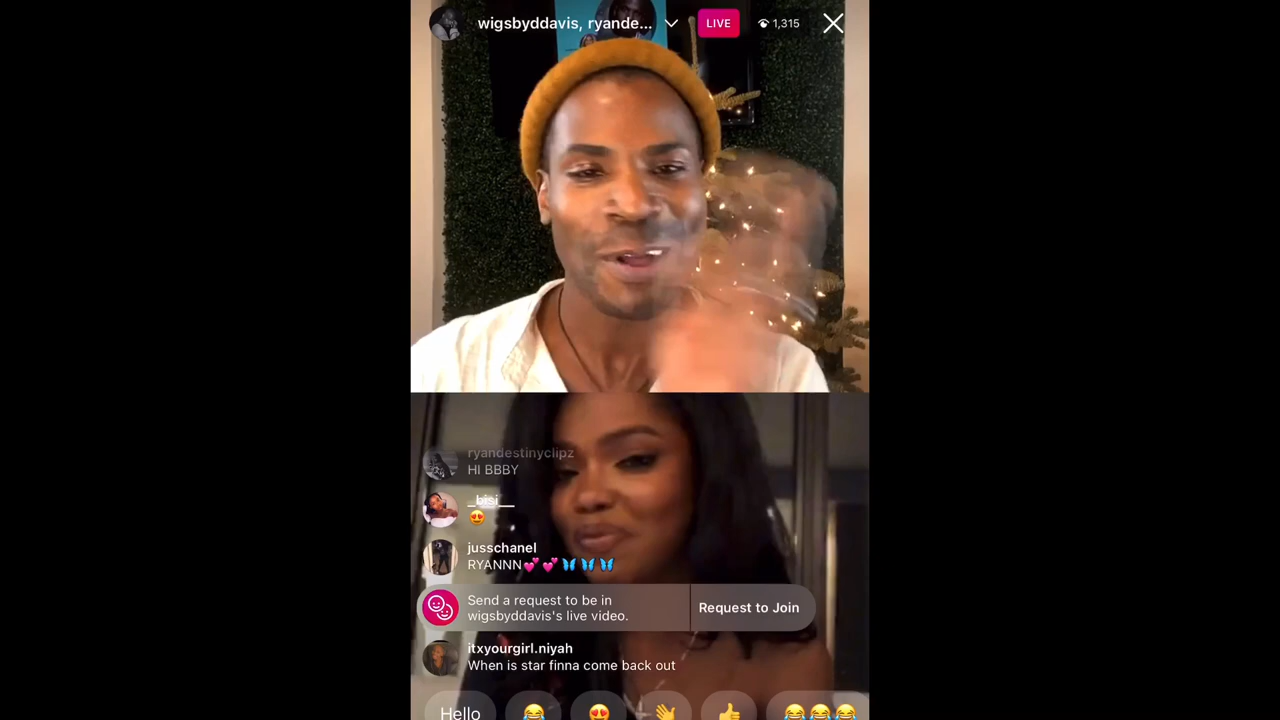 wigsbyddavis, ryande...
LIVE
1,315
ryandestinyclipz
HI BBBY
__bisi__
😍
jusschanel
RYANNN💕💕🦋🦋🦋
Send a request to be in
wigsbyddavis's live video.
Request to Join
itxyourgirl.niyah
When is star finna come back out
Hello 😂 😍 👋 👍 😂😂😂